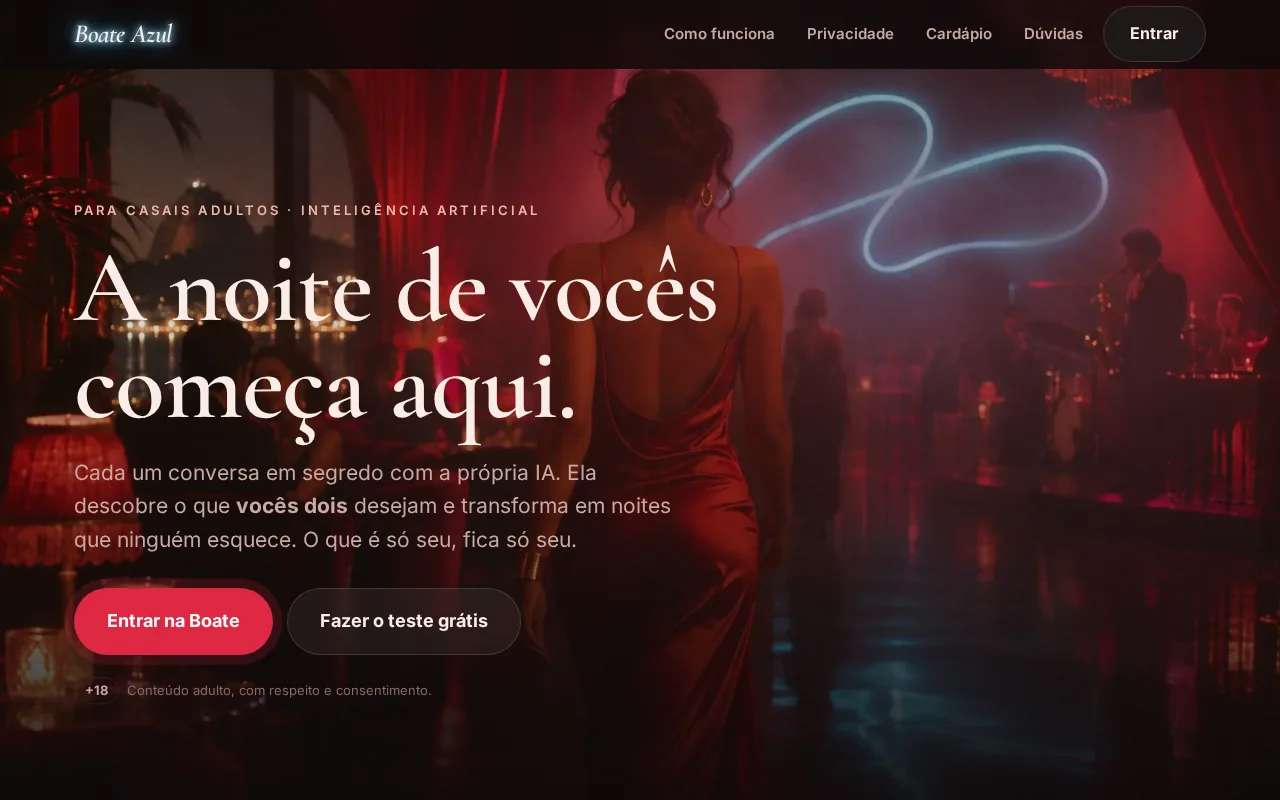 Boate Azul
Como funciona
Privacidade
Cardápio
Dúvidas
Entrar
PARA CASAIS ADULTOS · INTELIGÊNCIA ARTIFICIAL
A noite de vocês
começa aqui.
Cada um conversa em segredo com a própria IA. Ela
descobre o que vocês dois desejam e transforma em noites
que ninguém esquece. O que é só seu, fica só seu.
Entrar na Boate
Fazer o teste grátis
+18 Conteúdo adulto, com respeito e consentimento.